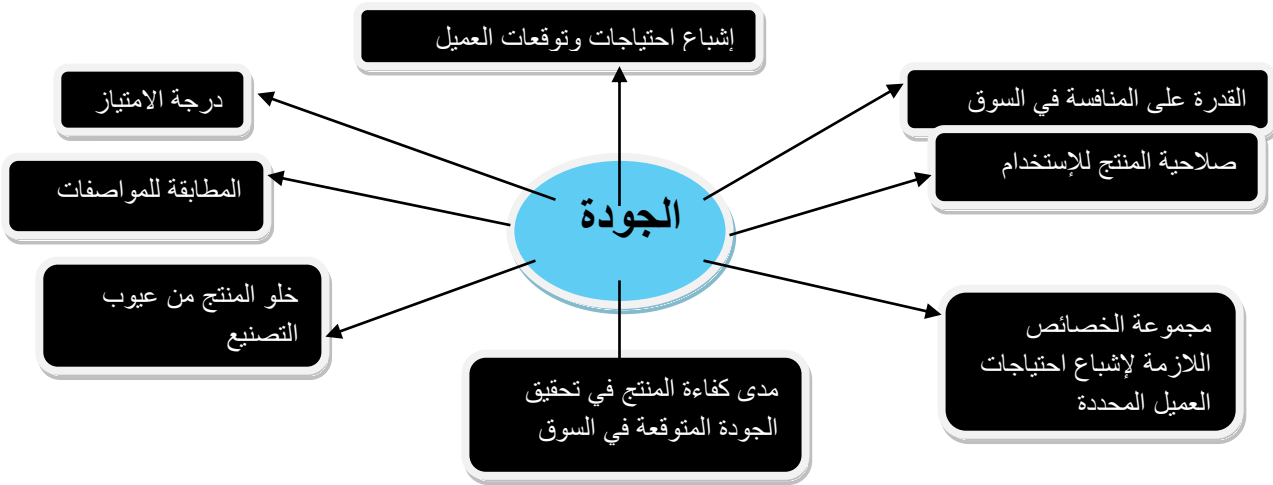 إشباع احتياجات وتوقعات العميل
القدرة على المنافسة في السوق
درجة الامتياز
صلاحية المنتج للإستخدام
المطابقة للمواصفات
الجودة
خلو المنتج من عيوب
التصنيع
مجموعة الخصائص
اللازمة لإشباع احتياجات
العميل المحددة
مدى كفاءة المنتج في تحقيق
الجودة المتوقعة في السوق